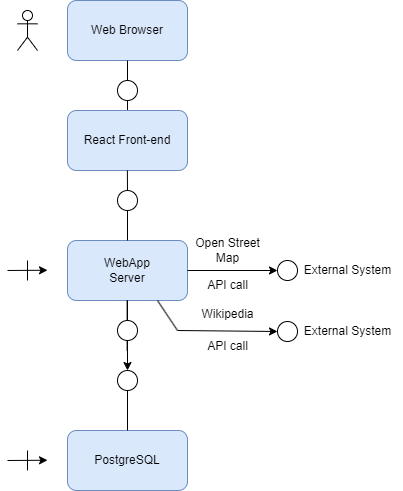 Web Browser
React Front-end
WebApp
Server
Open Street
Map
API call
External System
Wikipedia
API call
External System
PostgreSQL